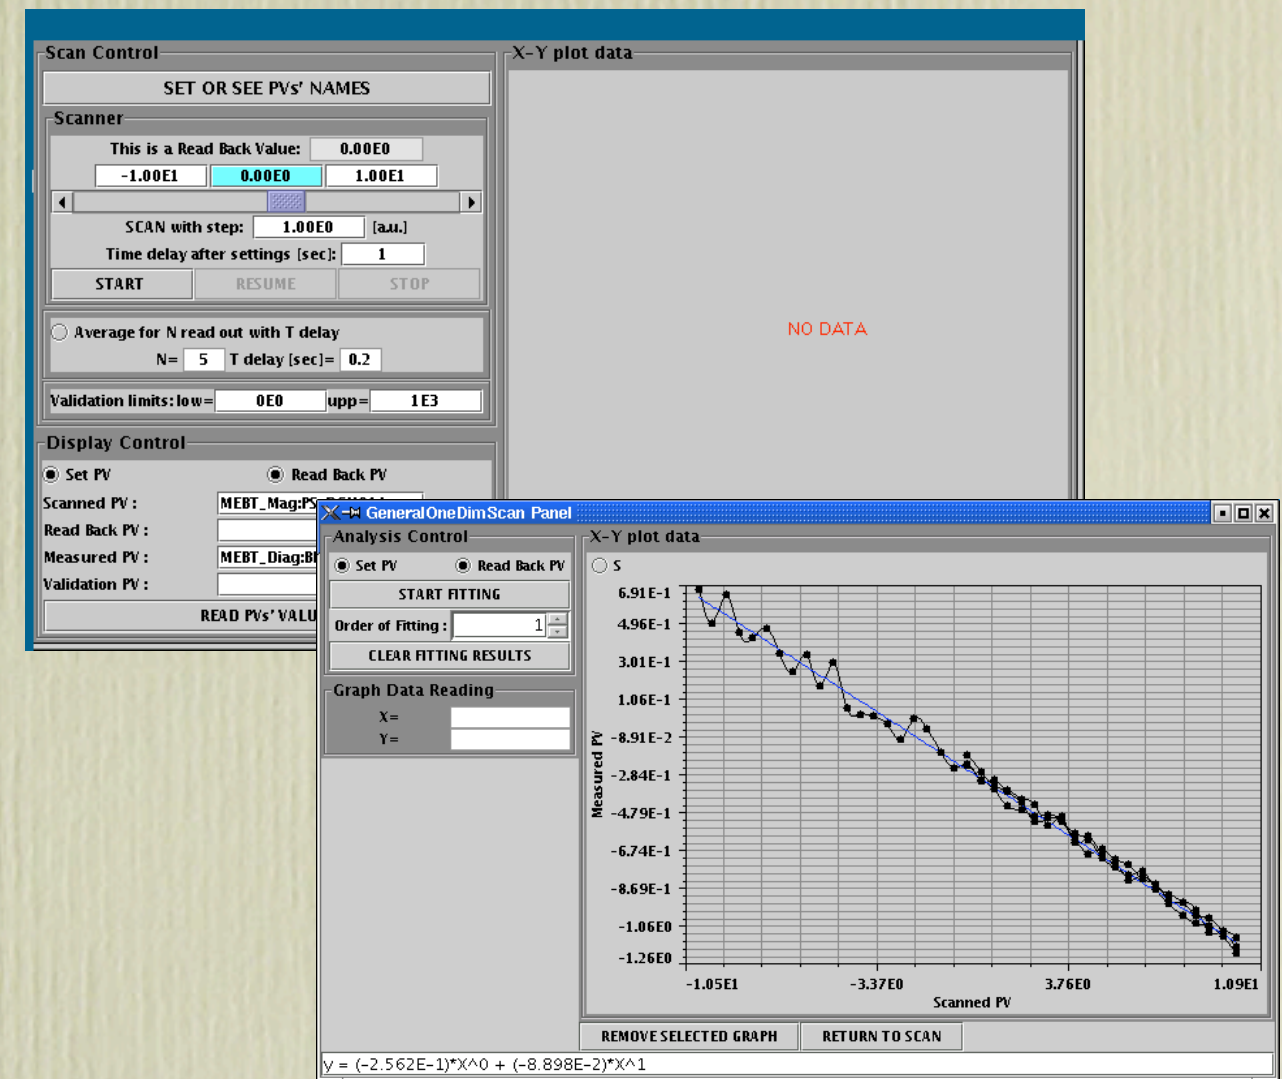 Scan Control
SET OR SEE PVs' NAMES
Scanner
This is a Read Back Value: 0.00E0
-1.00E1 0.00E0 1.00E1
SCAN with step: 1.00E0 [a.u.]
Time delay after settings [sec]: 1
START RESUME STOP
Average for N read out with T delay
N= 5 T delay [sec]= 0.2
Validation limits: low= 0E0 upp= 1E3
Display Control
Set PV Read Back PV
Scanned PV :
Read Back PV :
Measured PV :
Validation PV :
READ PVs'
X-Y plot data
NO DATA
GeneralOneDimScan Panel
Analysis Control
Set PV Read Back PV
START FITTING
Order of Fitting : 1
CLEAR FITTING RESULTS
Graph Data Reading
X=
Y=
X-Y plot data
S
6.91E-1
4.96E-1
3.01E-1
1.06E-1
-8.91E-2
-2.84E-1
-4.79E-1
-6.74E-1
-8.69E-1
-1.06E0
-1.26E0
Measured PV
-1.05E1 -3.37E0 3.76E0 1.09E1
Scanned PV
REMOVE SELECTED GRAPH RETURN TO SCAN
y = (-2.562E-1)*X^0 + (-8.898E-2)*X^1